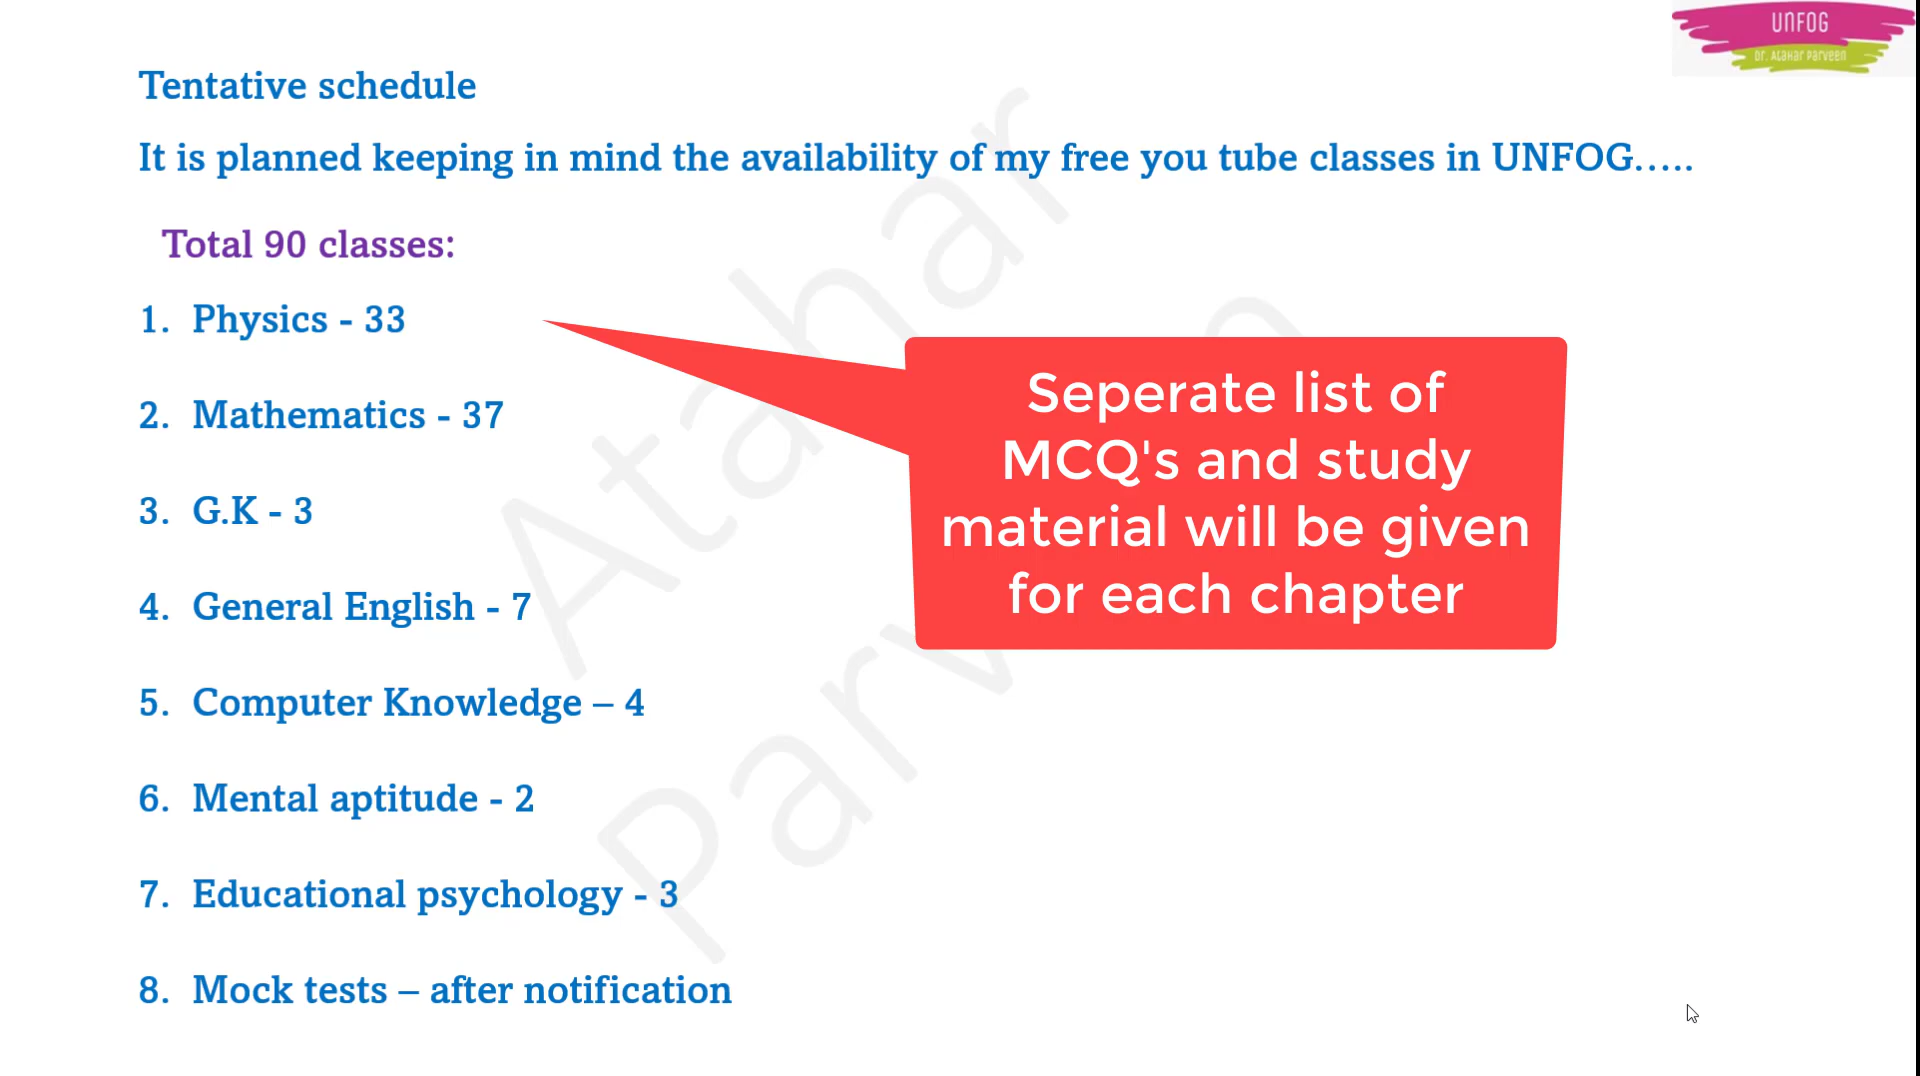 UNFOG
Dr. Atahar Parveen
Tentative schedule
It is planned keeping in mind the availability of my free you tube classes in UNFOG.....
Total 90 classes:
1. Physics - 33
2. Mathematics - 37
3. G.K - 3
4. General English - 7
5. Computer Knowledge – 4
6. Mental aptitude - 2
7. Educational psychology - 3
8. Mock tests – after notification
Seperate list of
MCQ's and study
material will be given
for each chapter
Atahar
Parveen